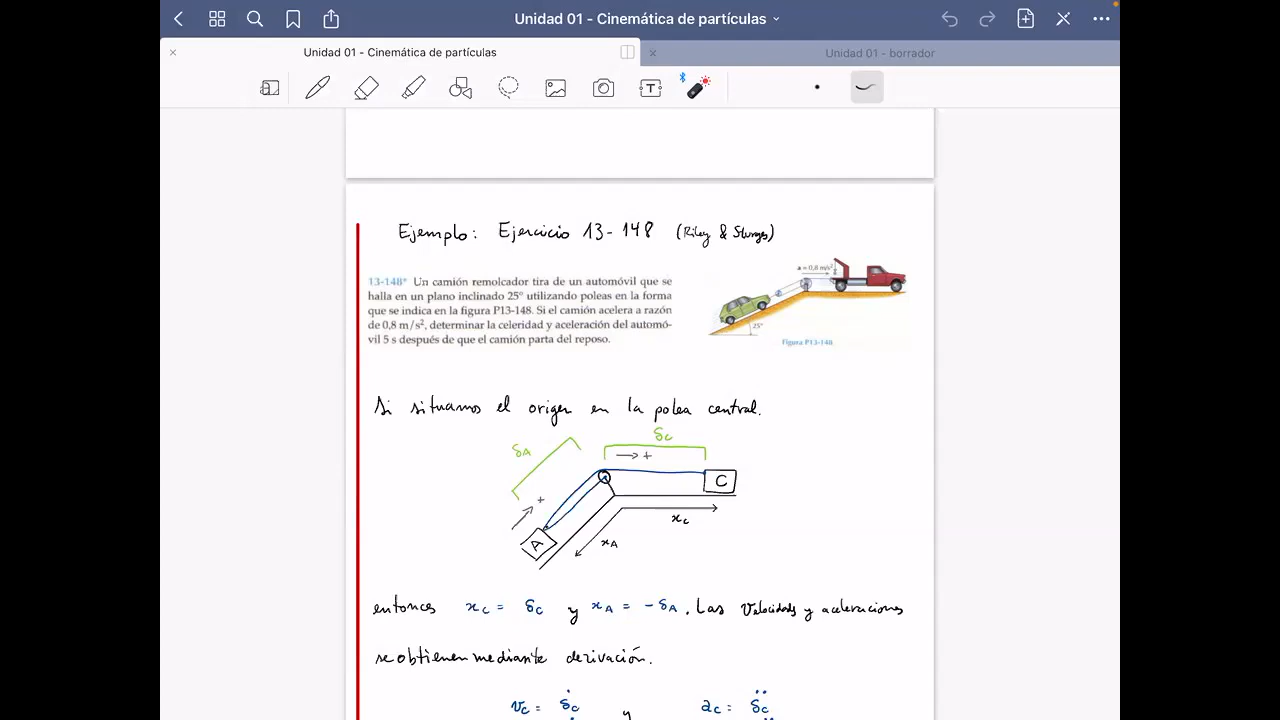 Unidad 01 - Cinemática de partículas
Unidad 01 - Cinemática de partículas
Unidad 01 - borrador
T
Ejemplo: Ejercicio 13-148 (Riley & Sturges)
13-148* Un camión remolcador tira de un automóvil que se
halla en un plano inclinado 25° utilizando poleas en la forma
que se indica en la figura P13-148. Si el camión acelera a razón
de 0,8 m/s², determinar la celeridad y aceleración del automó-
vil 5 s después de que el camión parta del reposo.
a = 0,8 m/s²
25°
Figura P13-148
Si situamos el origen en la polea central.
δA
δC
+
+
C
A
xC
xA
entonces xC = δC y xA = -δA. Las velocidades y aceleraciones
se obtienen mediante derivación.
vC = δ̇C y aC = δ̈C